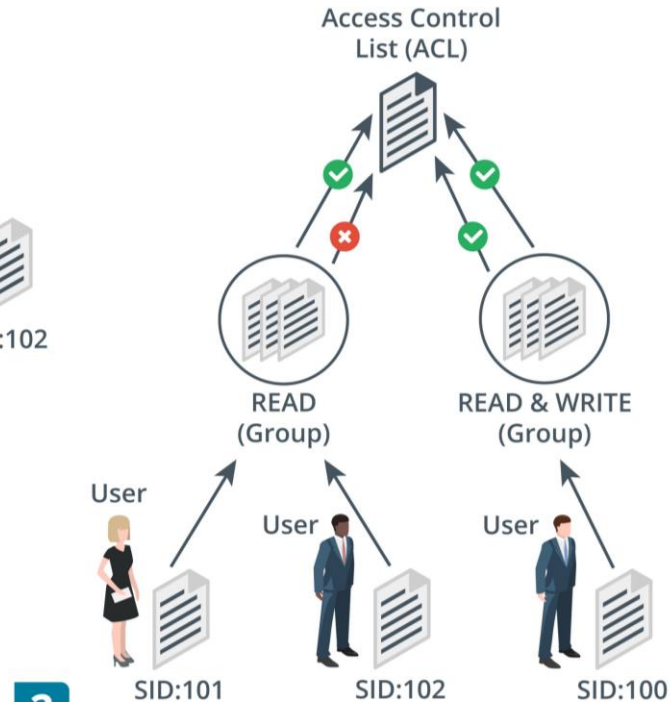 Access Control
List (ACL)
:102
READ
(Group)
READ & WRITE
(Group)
User
User
User
SID:101
SID:102
SID:100